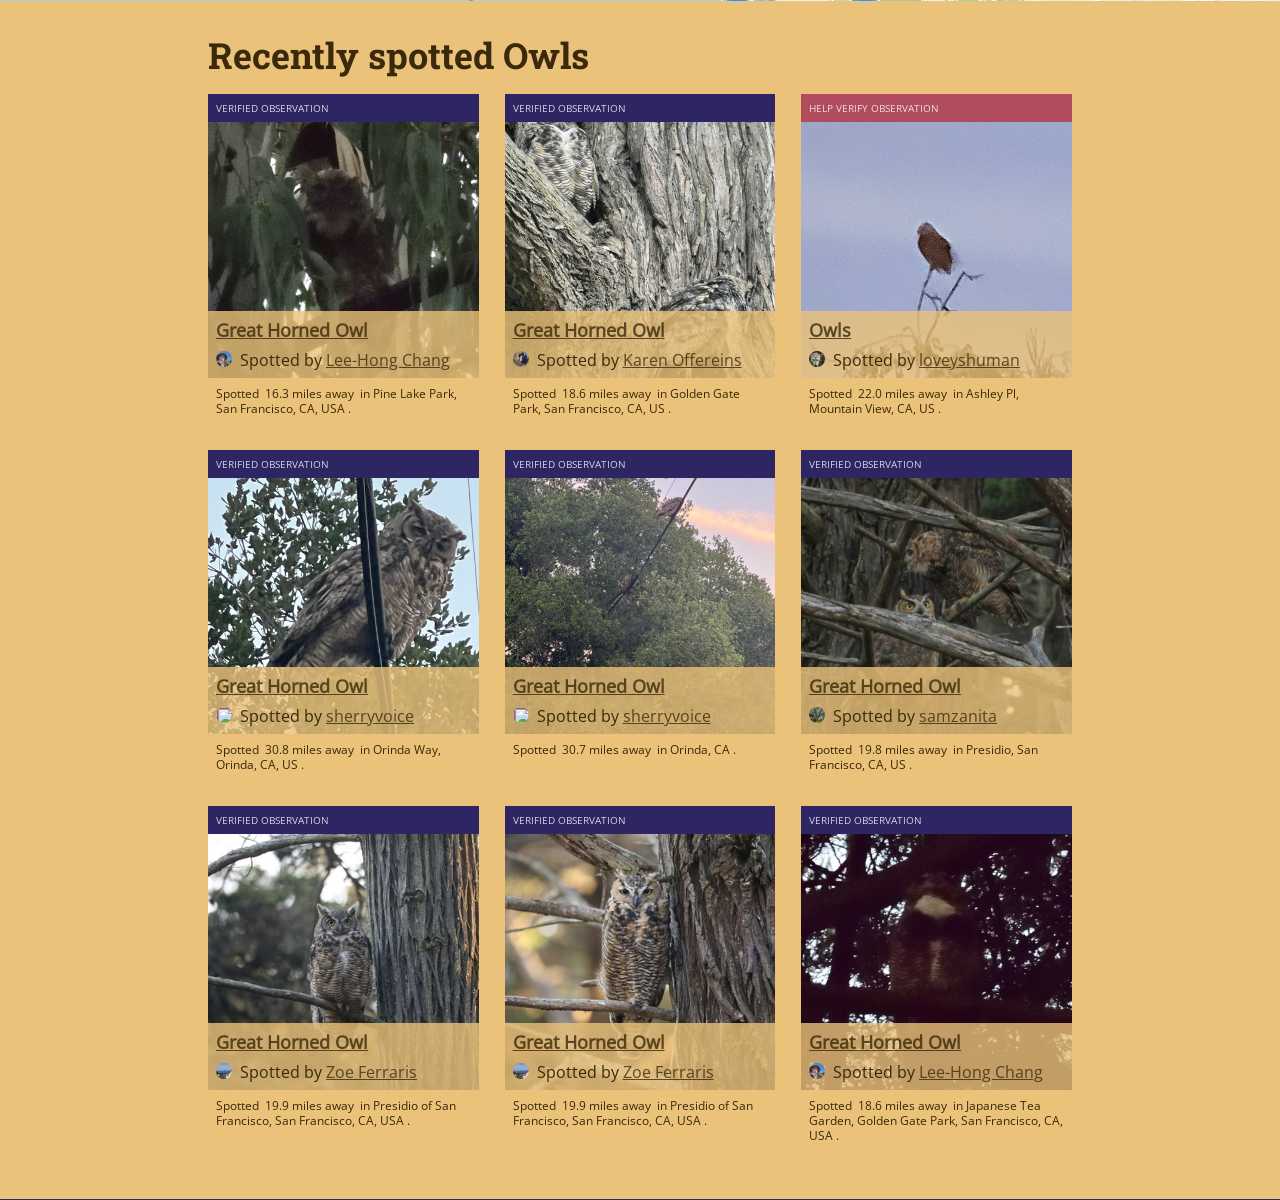 Recently spotted Owls
VERIFIED OBSERVATION
Great Horned Owl
Spotted by Lee-Hong Chang
Spotted 16.3 miles away in Pine Lake Park,
San Francisco, CA, USA .
VERIFIED OBSERVATION
Great Horned Owl
Spotted by Karen Offereins
Spotted 18.6 miles away in Golden Gate
Park, San Francisco, CA, US .
HELP VERIFY OBSERVATION
Owls
Spotted by loveyshuman
Spotted 22.0 miles away in Ashley Pl,
Mountain View, CA, US .
VERIFIED OBSERVATION
Great Horned Owl
Spotted by sherryvoice
Spotted 30.8 miles away in Orinda Way,
Orinda, CA, US .
VERIFIED OBSERVATION
Great Horned Owl
Spotted by sherryvoice
Spotted 30.7 miles away in Orinda, CA .
VERIFIED OBSERVATION
Great Horned Owl
Spotted by samzanita
Spotted 19.8 miles away in Presidio, San
Francisco, CA, US .
VERIFIED OBSERVATION
Great Horned Owl
Spotted by Zoe Ferraris
Spotted 19.9 miles away in Presidio of San
Francisco, San Francisco, CA, USA .
VERIFIED OBSERVATION
Great Horned Owl
Spotted by Zoe Ferraris
Spotted 19.9 miles away in Presidio of San
Francisco, San Francisco, CA, USA .
VERIFIED OBSERVATION
Great Horned Owl
Spotted by Lee-Hong Chang
Spotted 18.6 miles away in Japanese Tea
Garden, Golden Gate Park, San Francisco, CA,
USA .